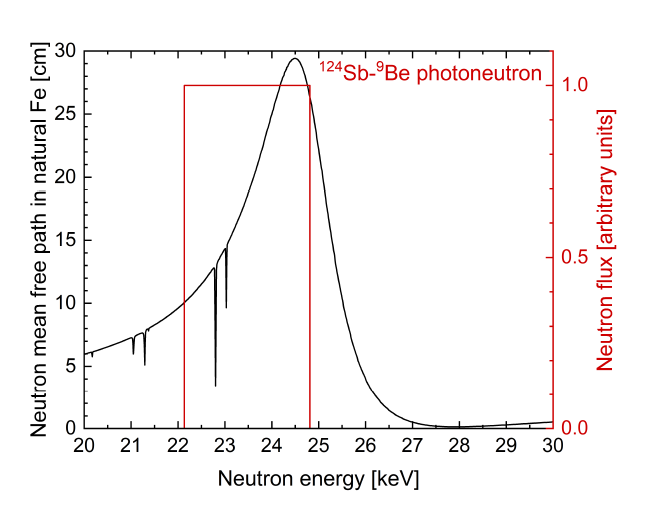 Neutron mean free path in natural Fe [cm]
30
25
20
15
10
5
0
20 21 22 23 24 25 26 27 28 29 30
Neutron energy [keV]
¹²⁴Sb-⁹Be photoneutron
1.0
0.5
0.0
Neutron flux [arbitrary units]